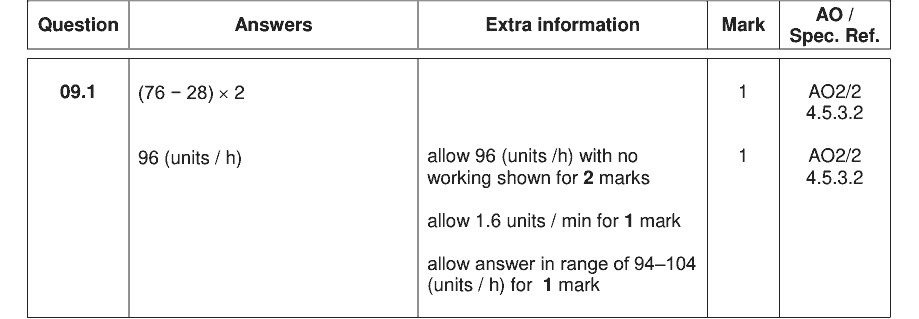 Question Answers Extra information Mark AO /
Spec. Ref.
09.1 (76 − 28) × 2 1 AO2/2
4.5.3.2
96 (units / h) allow 96 (units /h) with no 1 AO2/2
working shown for 2 marks 4.5.3.2
allow 1.6 units / min for 1 mark
allow answer in range of 94–104
(units / h) for 1 mark